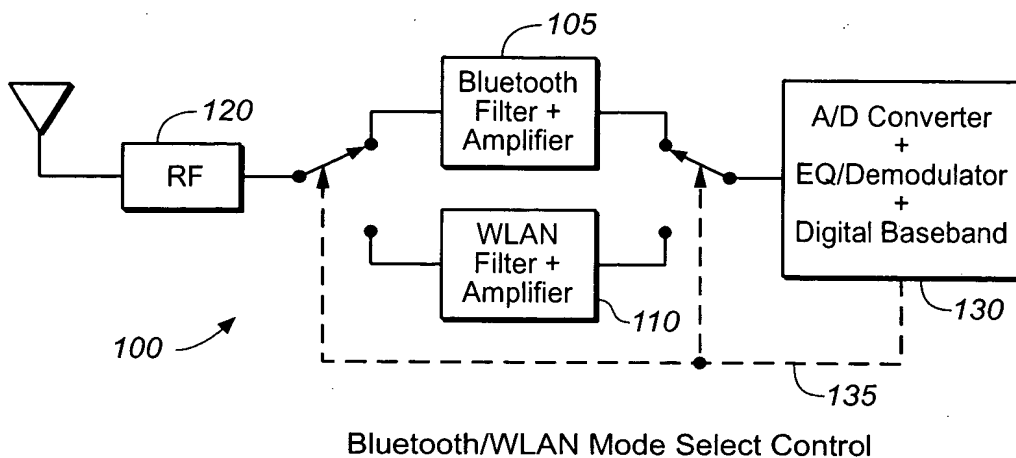 105
Bluetooth
Filter +
Amplifier
120
RF
A/D Converter
+
EQ/Demodulator
+
Digital Baseband
WLAN
Filter +
Amplifier
110
130
100
135
Bluetooth/WLAN Mode Select Control